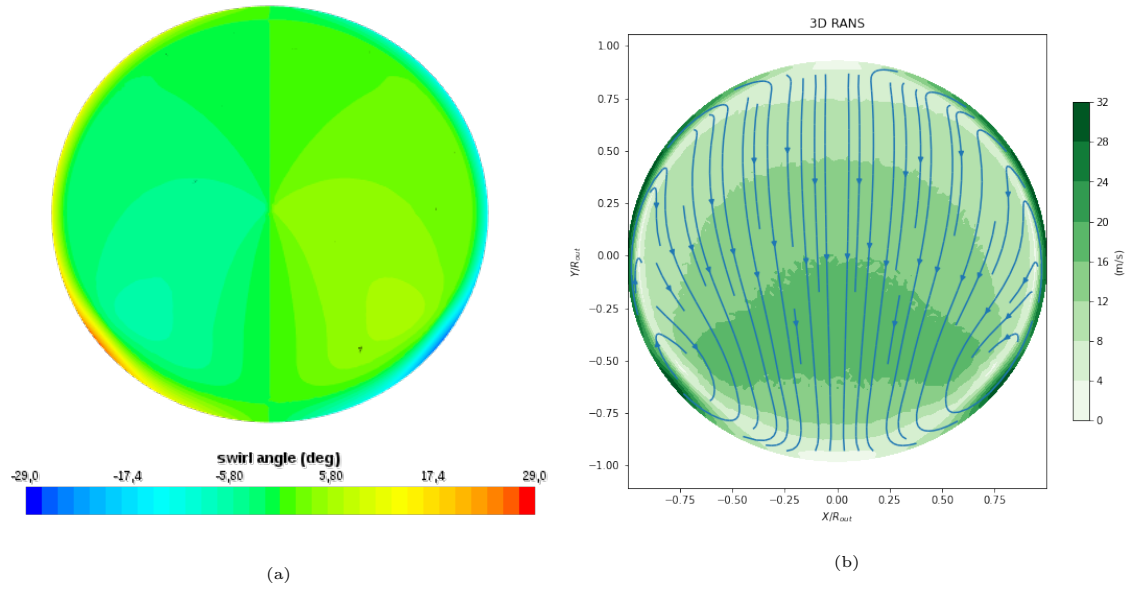 swirl angle (deg)
-29,0 -17,4 -5,80 5,80 17,4 29,0
(a)
3D RANS
1.00
0.75
0.50
0.25
0.00
−0.25
−0.50
−0.75
−1.00
Y/Rout
−0.75 −0.50 −0.25 0.00 0.25 0.50 0.75
X/Rout
32
28
24
20
16
12
8
4
0
(m/s)
(b)